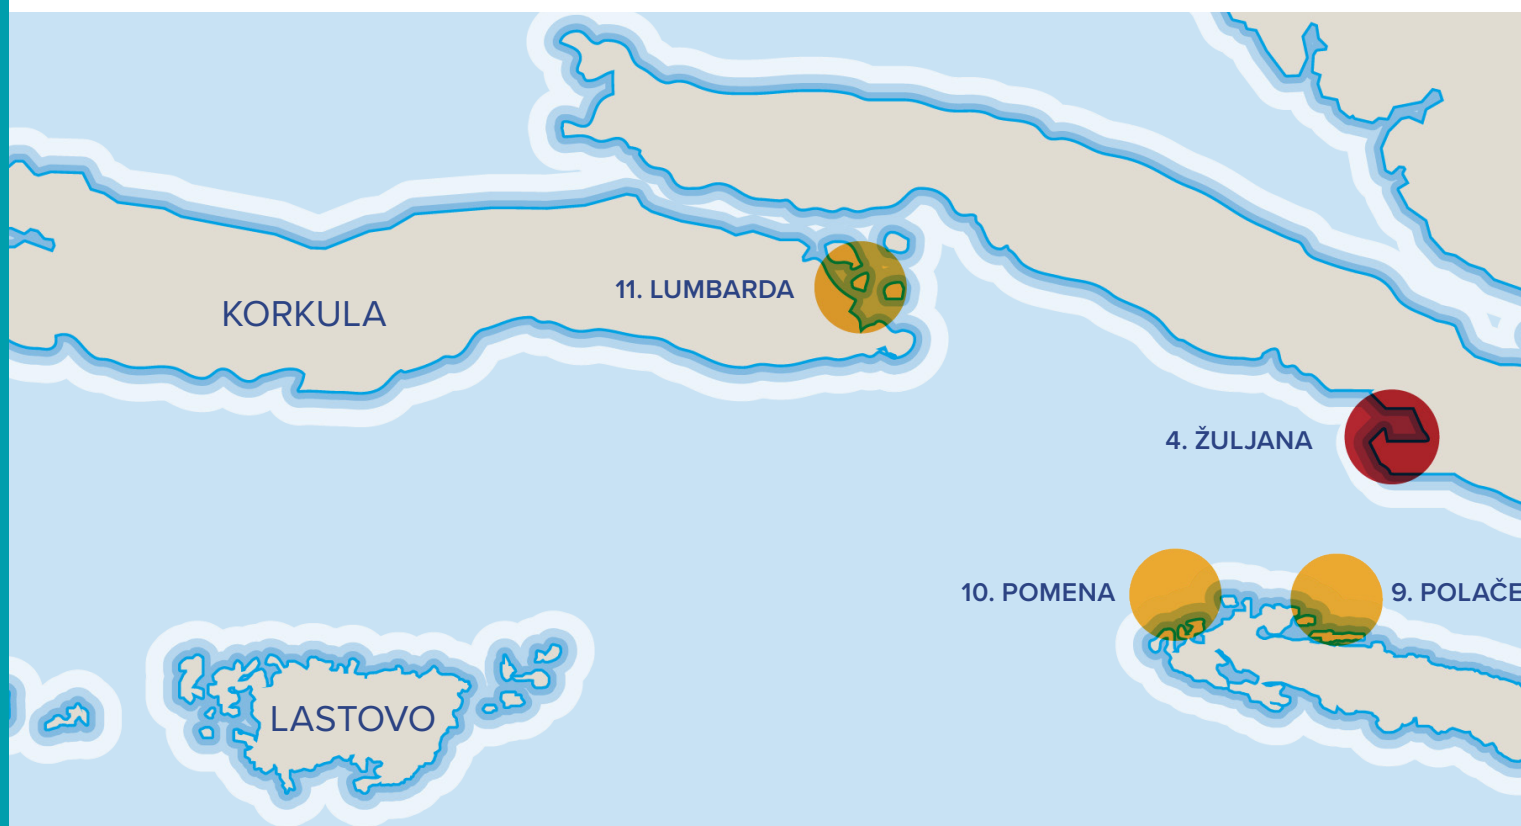 11. LUMBARDA
KORKULA
4. ŽULJANA
10. POMENA
9. POLAČE
LASTOVO